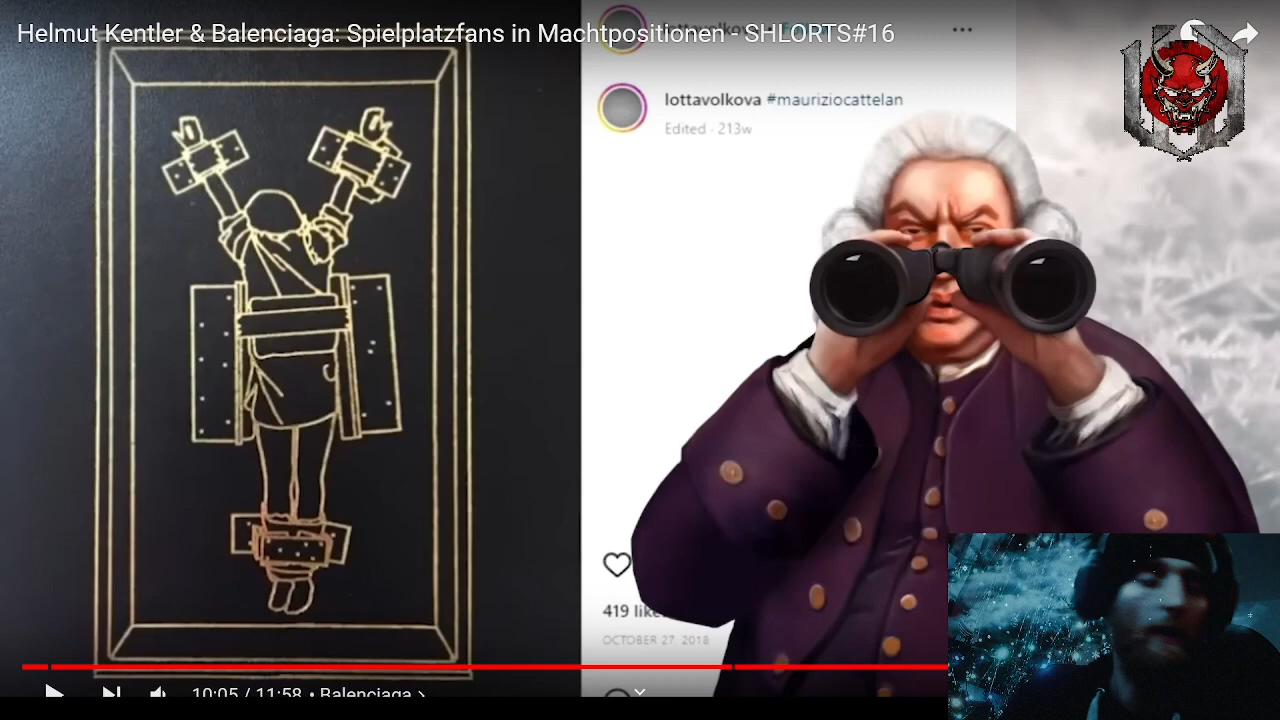 Helmut Kentler & Balenciaga: Spielplatzfans in Machtpositionen - SHLORTS#16
lottavolkova #mauriziocattelan
Edited · 213w
419 like
OCTOBER 27, 2018
10:05 / 11:58 • Balenciaga ›